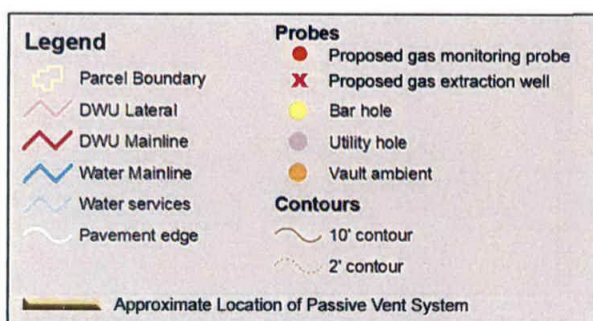 Legend
Parcel Boundary
DWU Lateral
DWU Mainline
Water Mainline
Water services
Pavement edge
Probes
Proposed gas monitoring probe
Proposed gas extraction well
Bar hole
Utility hole
Vault ambient
Contours
10' contour
2' contour
Approximate Location of Passive Vent System